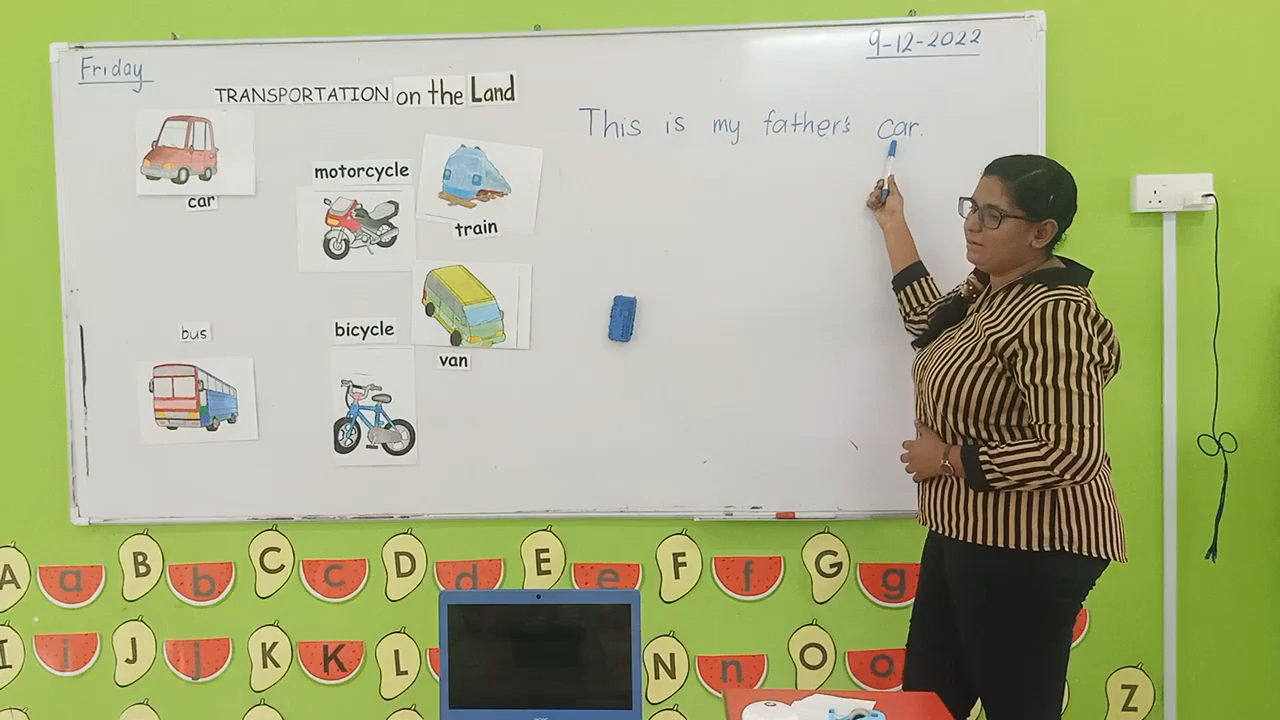 Friday
9-12-2022
TRANSPORTATION on the Land
This is my father's car.
car
motorcycle
train
bus
bicycle
van
A a B b C c D d E e F f G g
I i J j K K L N n O o
Z